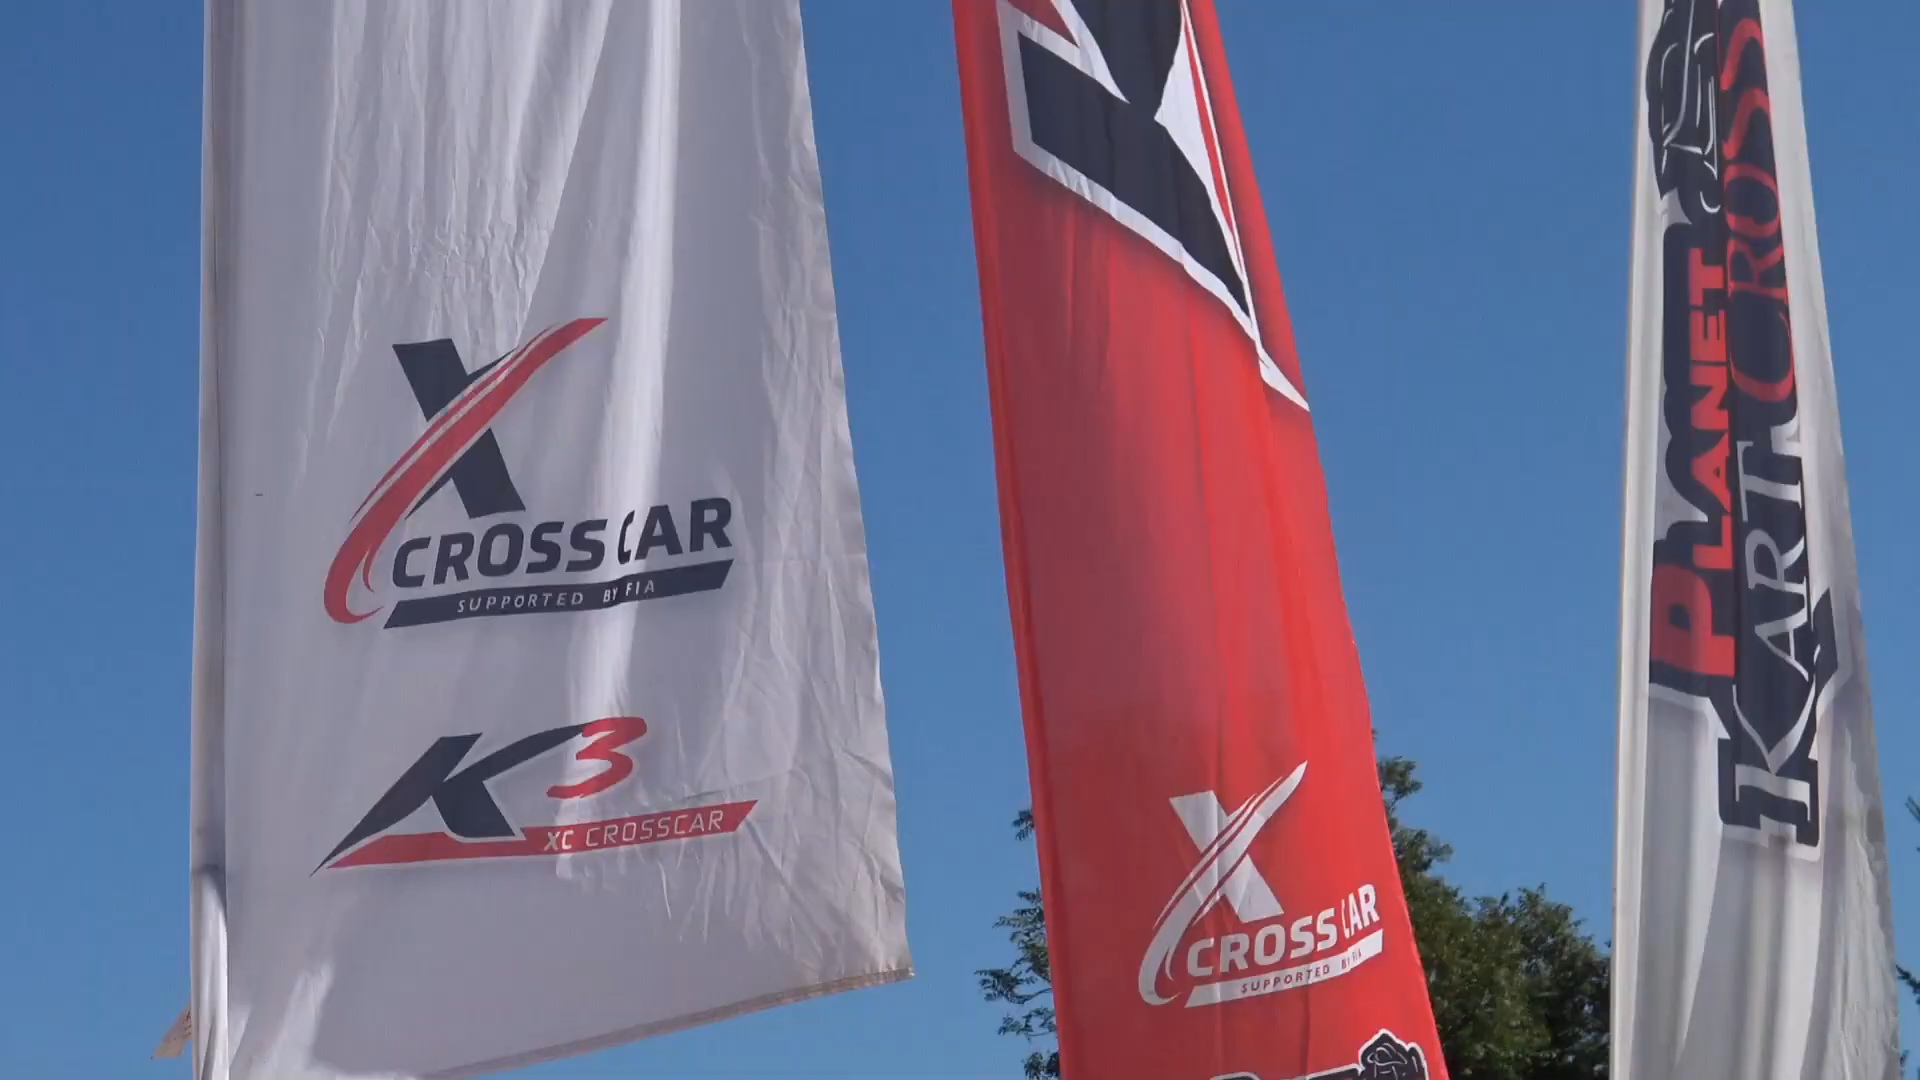 X
CROSSCAR
SUPPORTED BY FIA
K3
XC CROSSCAR
K
X
CROSSCAR
SUPPORTED BY FIA
PLANET
KARTCROSS